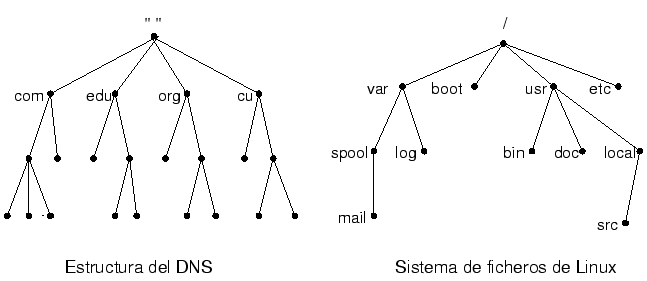 " "
com
edu
org
cu
Estructura del DNS
/
var
boot
usr
etc
spool
log
bin
doc
local
mail
src
Sistema de ficheros de Linux